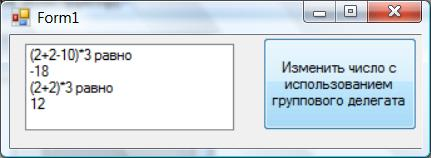 Form1
(2+2-10)*3 равно
-18
(2+2)*3 равно
12
Изменить число с
использованием
группового делегата